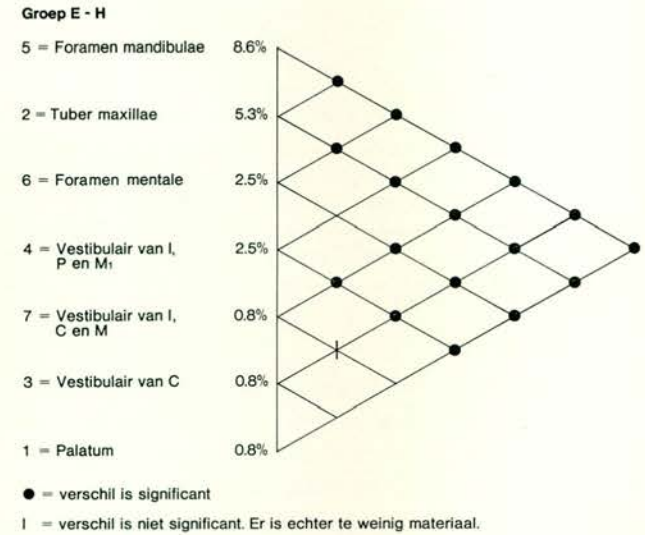 Groep E - H
5 = Foramen mandibulae 8.6%
2 = Tuber maxillae 5.3%
6 = Foramen mentale 2.5%
4 = Vestibulair van I, 2.5%
P en M₁
7 = Vestibulair van I, 0.8%
C en M
3 = Vestibulair van C 0.8%
1 = Palatum 0.8%
● = verschil is significant
I = verschil is niet significant. Er is echter te weinig materiaal.